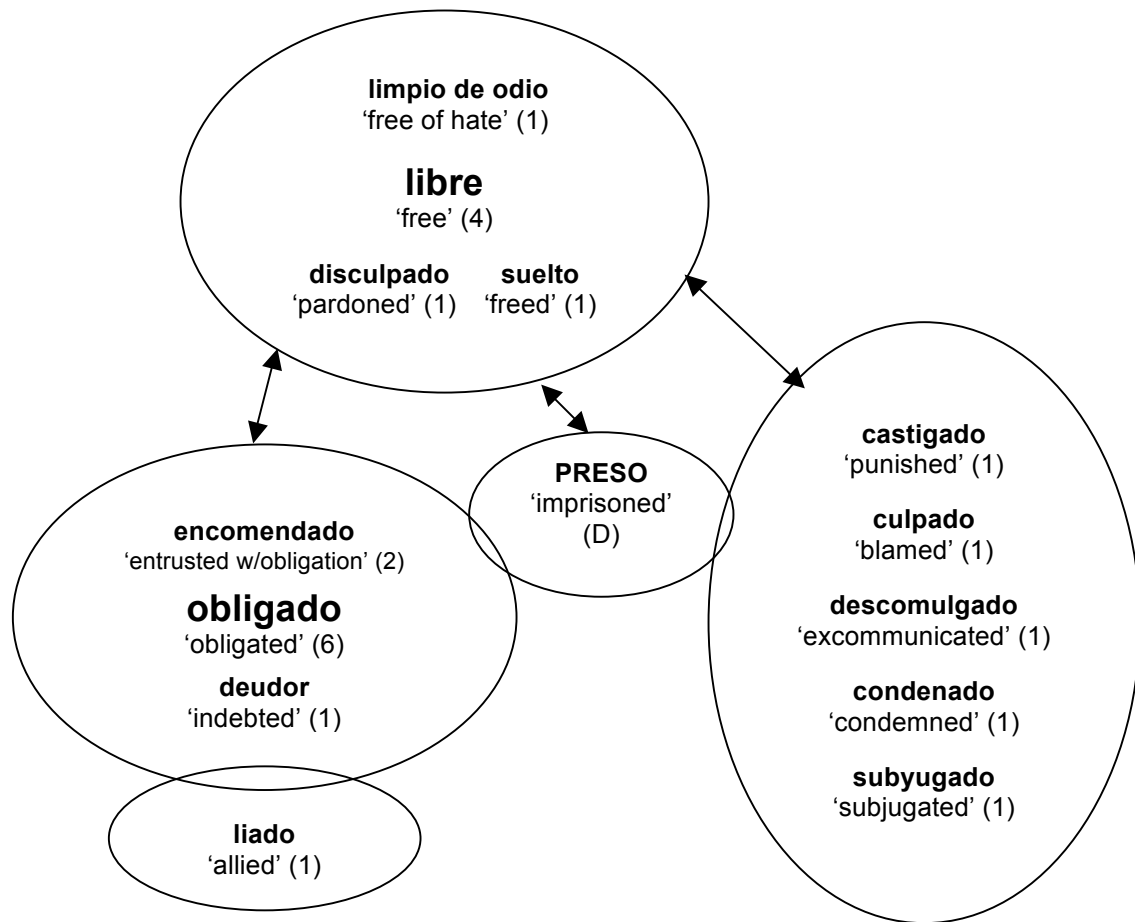 limpio de odio
‘free of hate’ (1)
libre
‘free’ (4)
disculpado
‘pardoned’ (1)
suelto
‘freed’ (1)
PRESO
‘imprisoned’
(D)
encomendado
‘entrusted w/obligation’ (2)
obligado
‘obligated’ (6)
deudor
‘indebted’ (1)
liado
‘allied’ (1)
castigado
‘punished’ (1)
culpado
‘blamed’ (1)
descomulgado
‘excommunicated’ (1)
condenado
‘condemned’ (1)
subyugado
‘subjugated’ (1)